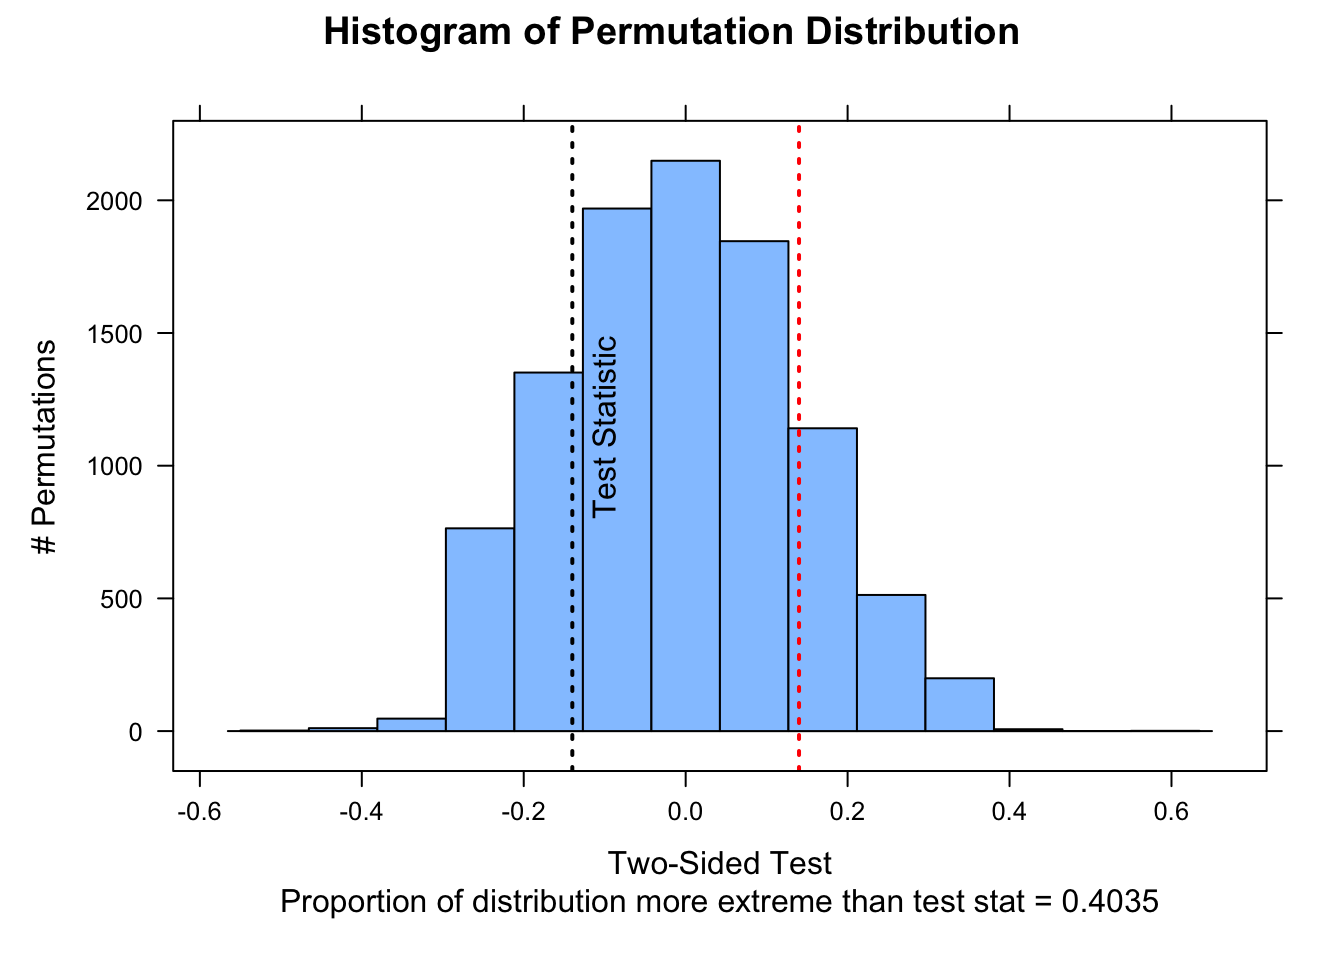 Histogram of Permutation Distribution
2000
1500
1000
500
0
# Permutations
Test Statistic
-0.6 -0.4 -0.2 0.0 0.2 0.4 0.6
Two-Sided Test
Proportion of distribution more extreme than test stat = 0.4035